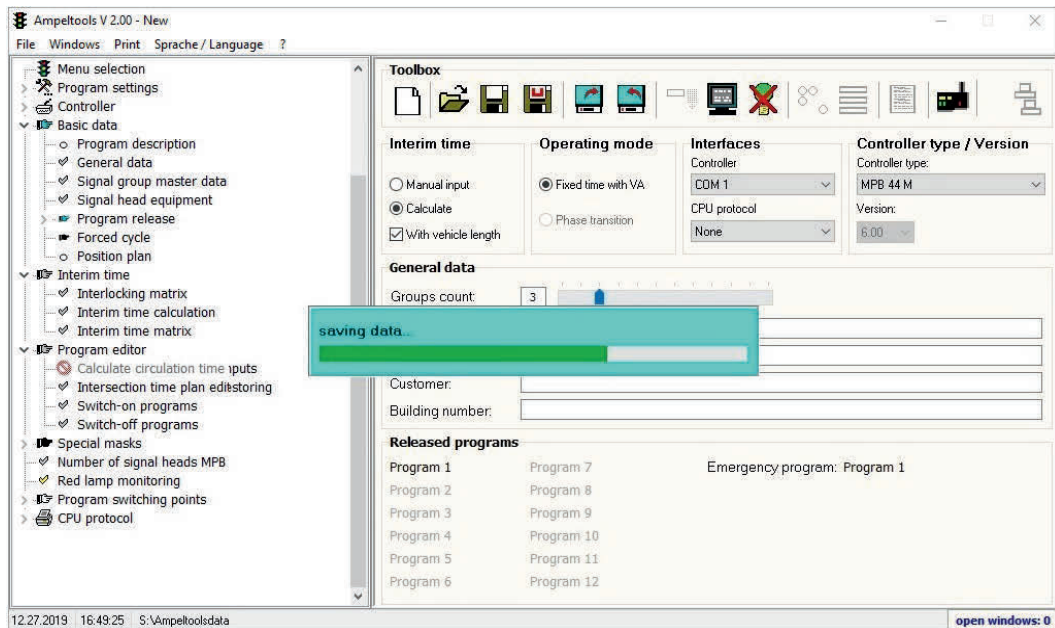 Ampeltools V 2.00 - New
File Windows Print Sprache / Language ?
Menu selection
Program settings
Controller
Basic data
Program description
General data
Signal group master data
Signal head equipment
Program release
Forced cycle
Position plan
Interim time
Interlocking matrix
Interim time calculation
Interim time matrix
Program editor
Calculate circulation time iputs
Intersection time plan editstoring
Switch-on programs
Switch-off programs
Special masks
Number of signal heads MPB
Red lamp monitoring
Program switching points
CPU protocol
Toolbox
Interim time
Manual input
Calculate
With vehicle length
Operating mode
Fixed time with VA
Phase transition
Interfaces
Controller
COM 1
CPU protocol
None
Controller type / Version
Controller type:
MPB 44 M
Version:
6.00
General data
Groups count: 3
saving data..
Customer:
Building number:
Released programs
Program 1
Program 2
Program 3
Program 4
Program 5
Program 6
Program 7
Program 8
Program 9
Program 10
Program 11
Program 12
Emergency program: Program 1
12.27.2019 16:49:25 S:\Ampeltoolsdata
open windows: 0